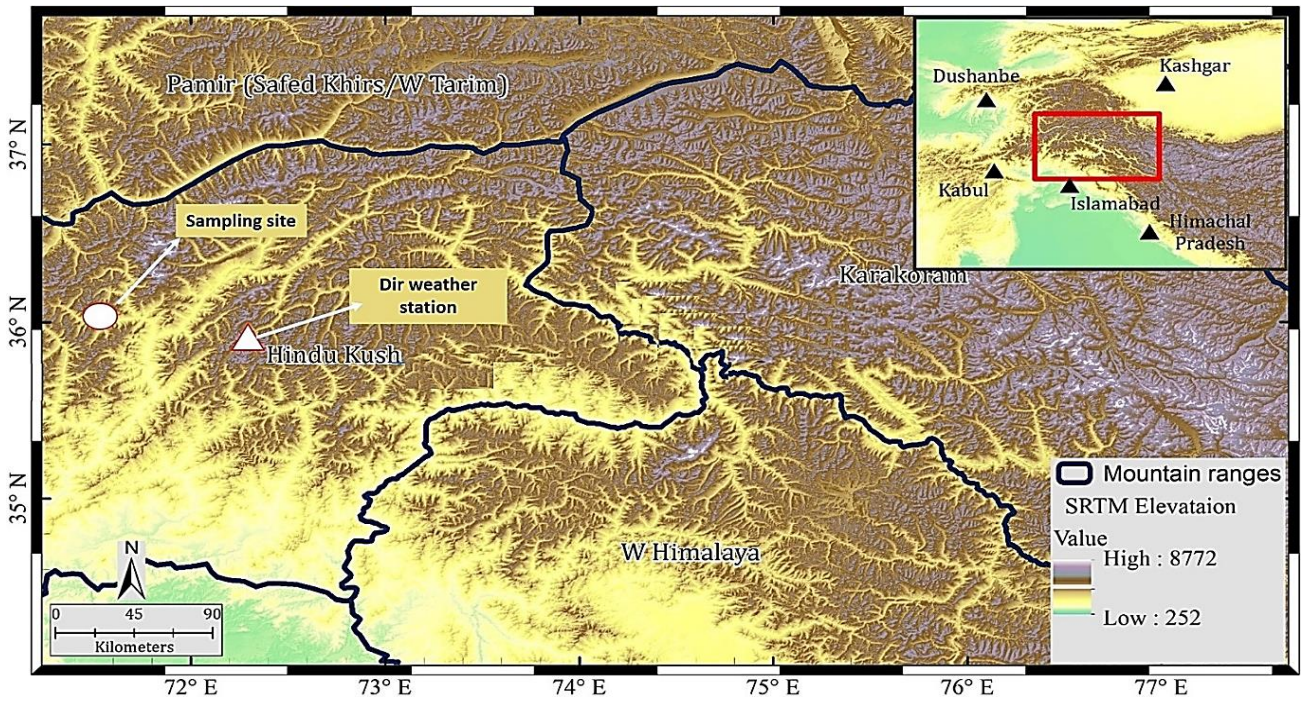 Pamir (Safed Khirs/W Tarim)
Dushanbe
Kashgar
Kabul
Islamabad
Himachal
Pradesh
Sampling site
Dir weather
station
Karakoram
Hindu Kush
W Himalaya
37° N
36° N
35° N
N
0 45 90
Kilometers
Mountain ranges
SRTM Elevataion
Value
High : 8772
Low : 252
72° E
73° E
74° E
75° E
76° E
77° E